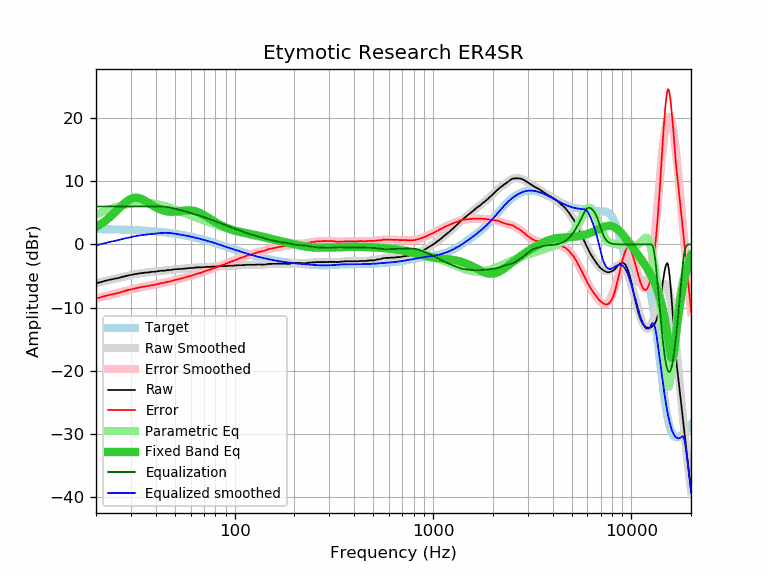 Etymotic Research ER4SR
Amplitude (dBr)
20
10
0
−10
−20
−30
−40
Target
Raw Smoothed
Error Smoothed
Raw
Error
Parametric Eq
Fixed Band Eq
Equalization
Equalized smoothed
100 1000 10000
Frequency (Hz)